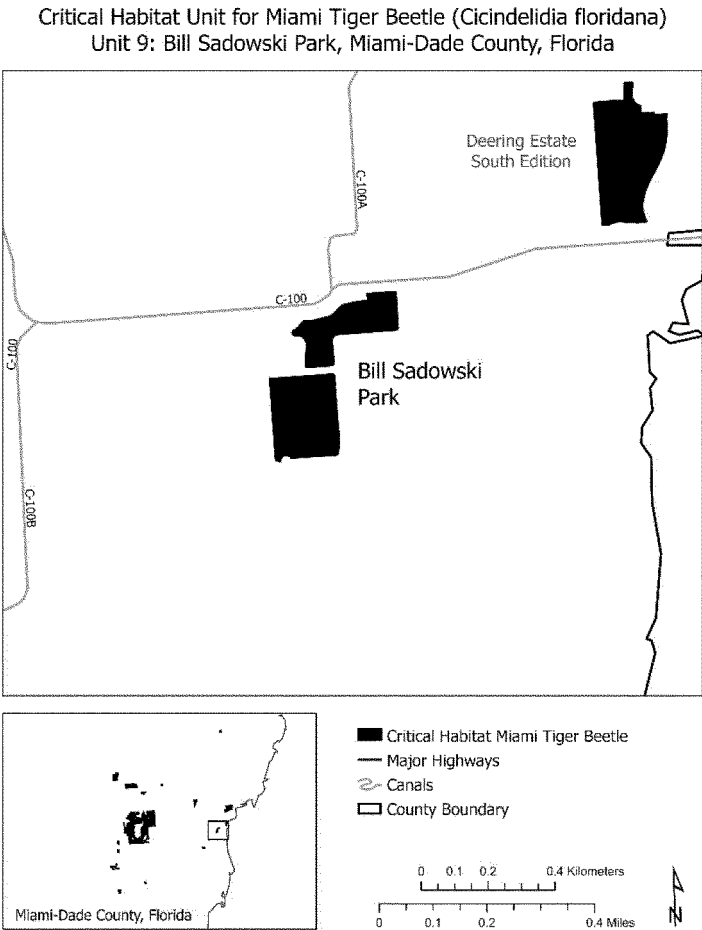 Critical Habitat Unit for Miami Tiger Beetle (Cicindelidia floridana)
Unit 9: Bill Sadowski Park, Miami-Dade County, Florida
Deering Estate
South Edition
C-100A
C-100
C-100
Bill Sadowski
Park
C-100B
Critical Habitat Miami Tiger Beetle
Major Highways
Canals
County Boundary
Miami-Dade County, Florida
0 0.1 0.2 0.4 Kilometers
0 0.1 0.2 0.4 Miles
N